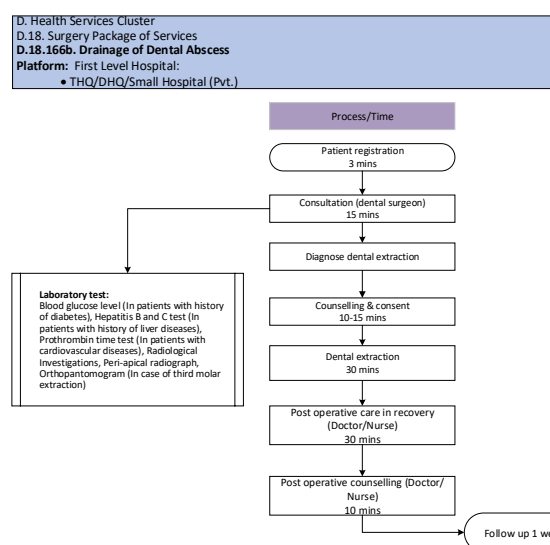 D. Health Services Cluster
D.18. Surgery Package of Services
D.18.166b. Drainage of Dental Abscess
Platform: First Level Hospital:
• THQ/DHQ/Small Hospital (Pvt.)
Process/Time
Patient registration
3 mins
Consultation (dental surgeon)
15 mins
Diagnose dental extraction
Laboratory test:
Blood glucose level (In patients with history
of diabetes), Hepatitis B and C test (In
patients with history of liver diseases),
Prothrombin time test (In patients with
cardiovascular diseases), Radiological
Investigations, Peri-apical radiograph,
Orthopantomogram (In case of third molar
extraction)
Counselling & consent
10-15 mins
Dental extraction
30 mins
Post operative care in recovery
(Doctor/Nurse)
30 mins
Post operative counselling (Doctor/
Nurse)
10 mins
Follow up 1